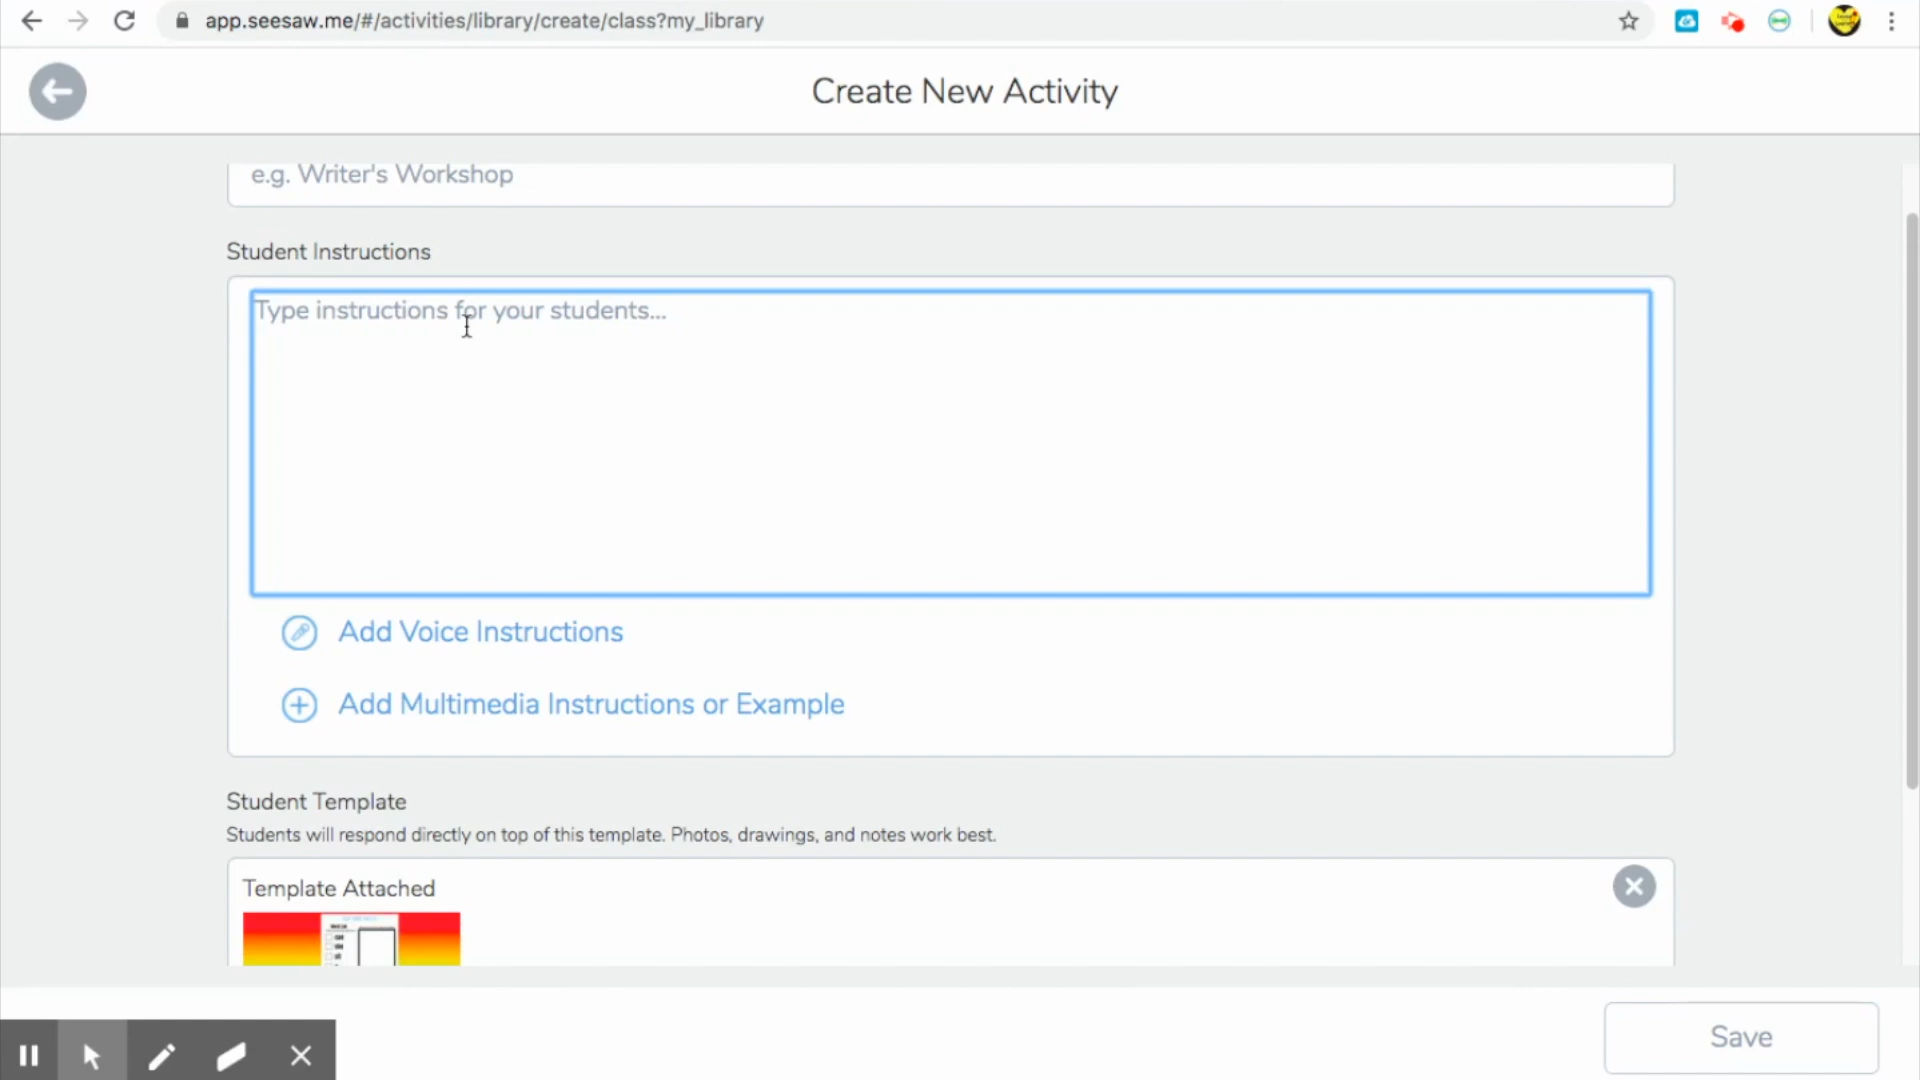 app.seesaw.me/#/activities/library/create/class?my_library
Create New Activity
e.g. Writer's Workshop
Student Instructions
Type instructions for your students...
Add Voice Instructions
Add Multimedia Instructions or Example
Student Template
Students will respond directly on top of this template. Photos, drawings, and notes work best.
Template Attached
Save